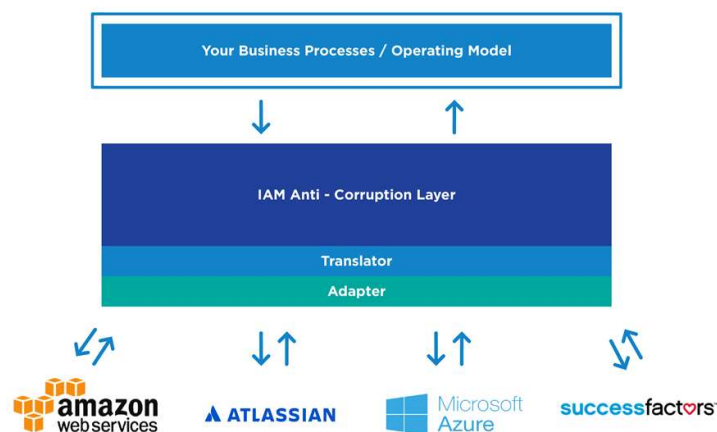 Your Business Processes / Operating Model
IAM Anti - Corruption Layer
Translator
Adapter
amazon
web services
ATLASSIAN
Microsoft
Azure
successfactors